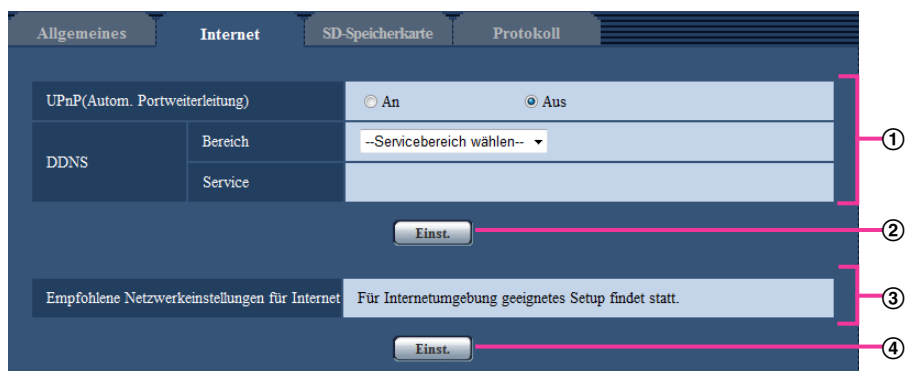 Allgemeines Internet SD-Speicherkarte Protokoll
UPnP(Autom. Portweiterleitung) An Aus
DDNS Bereich --Servicebereich wählen--
Service
①
Einst. ②
Empfohlene Netzwerkeinstellungen für Internet Für Internetumgebung geeignetes Setup findet statt. ③
Einst. ④